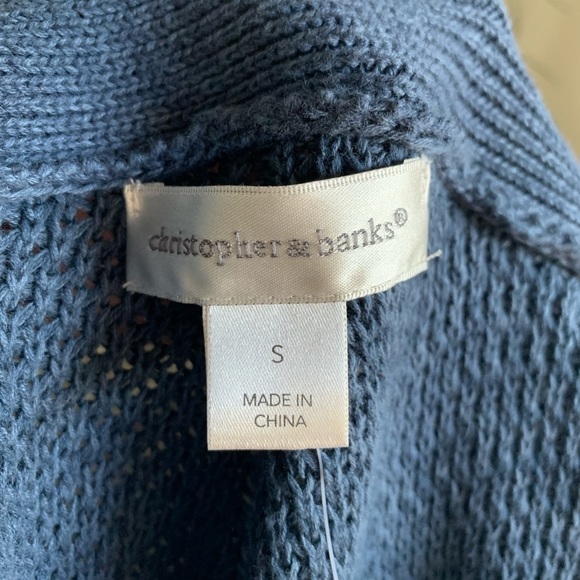 christopher & banks®
S
MADE IN
CHINA